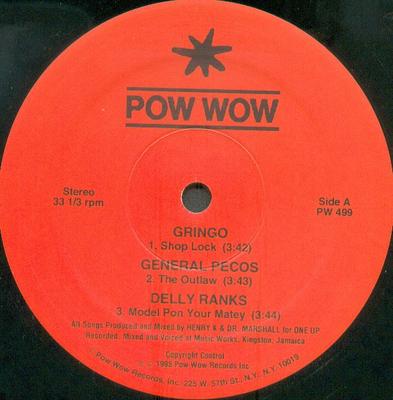 POW WOW
Stereo
33 1/3 rpm
Side A
PW 499
GRINGO
1. Shop Lock (3:42)
GENERAL PECOS
2. The Outlaw (3:43)
DELLY RANKS
3. Model Pon Your Matey (3:44)
All Songs Produced and Mixed by HENRY K & DR. MARSHALL for ONE UP
Recorded, Mixed and Voiced at Music Works, Kingston, Jamaica
Copyright Control
© 1995 Pow Wow Records Inc
Pow Wow Records, Inc. 225 W. 57th St., N.Y. N.Y. 10019